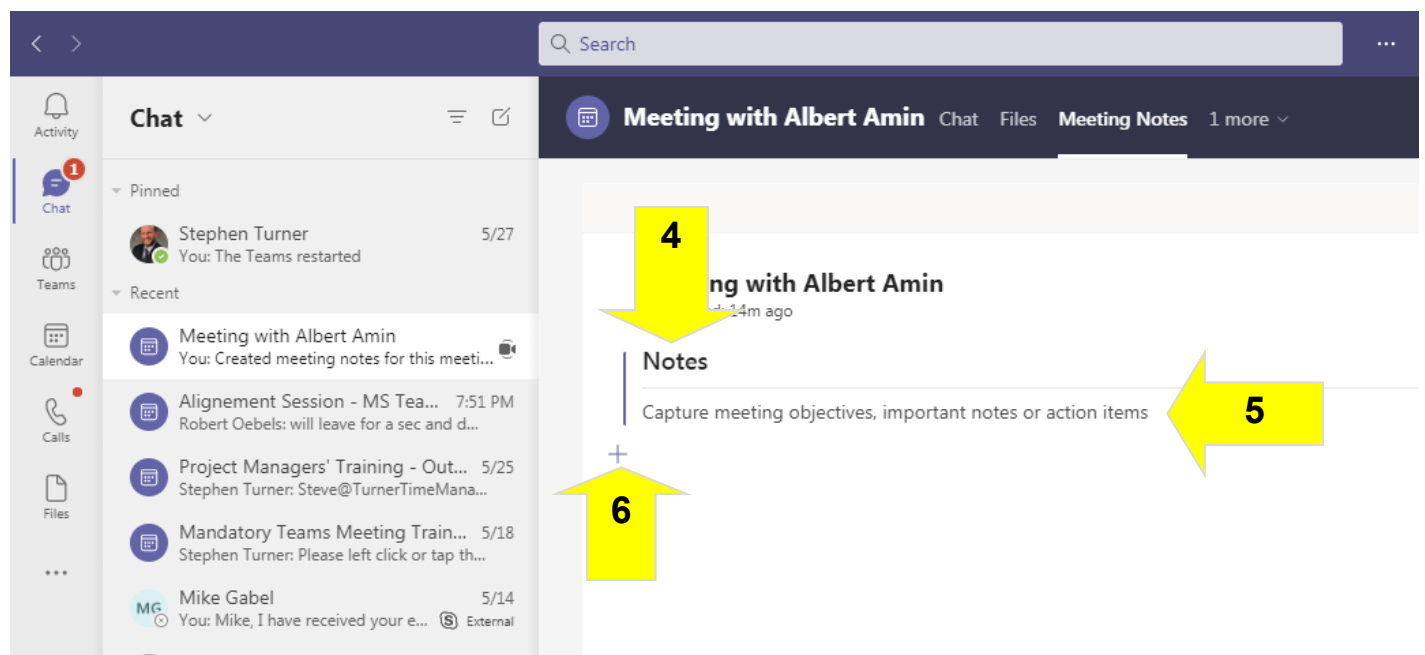 Search
Activity
Chat
Teams
Calendar
Calls
Files
1
Chat
Pinned
Stephen Turner 5/27
You: The Teams restarted
Recent
Meeting with Albert Amin
You: Created meeting notes for this meeti...
Alignement Session - MS Tea... 7:51 PM
Robert Oebels: will leave for a sec and d...
Project Managers' Training - Out... 5/25
Stephen Turner: Steve@TurnerTimeMana...
Mandatory Teams Meeting Train... 5/18
Stephen Turner: Please left click or tap th...
MG
Mike Gabel 5/14
You: Mike, I have received your e... S External
Meeting with Albert Amin Chat Files Meeting Notes 1 more
4
ng with Albert Amin
14m ago
Notes
Capture meeting objectives, important notes or action items
5
6